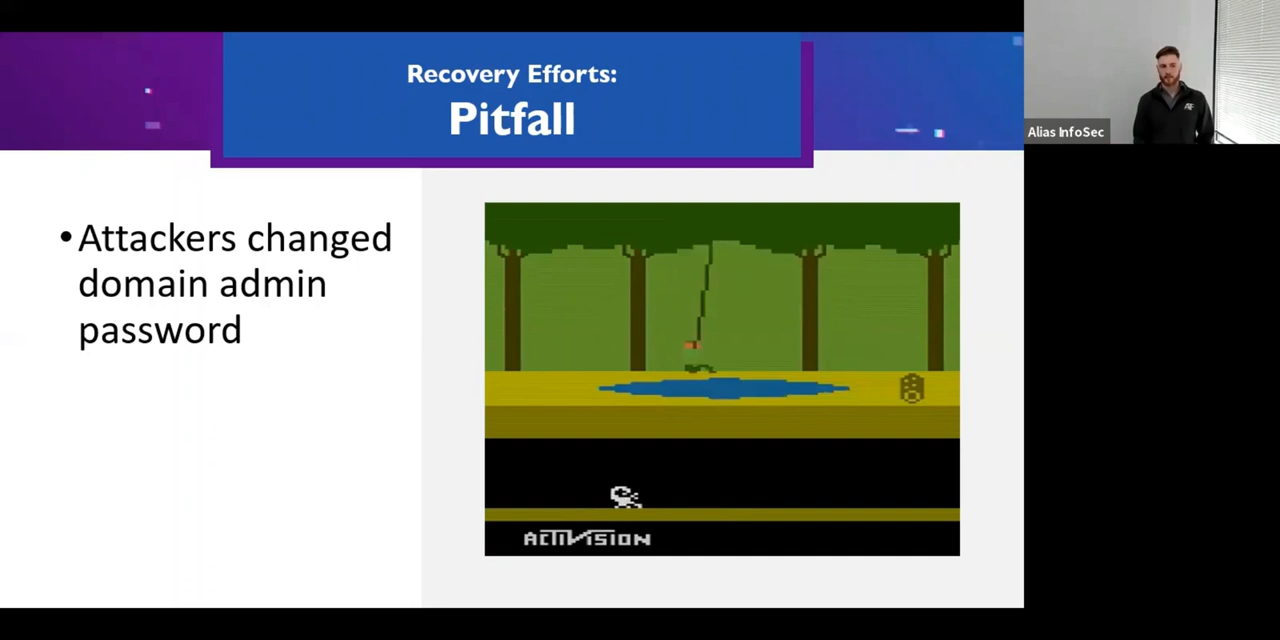 Recovery Efforts:
Pitfall
Alias InfoSec
•Attackers changed
domain admin
password
ACTIVISION